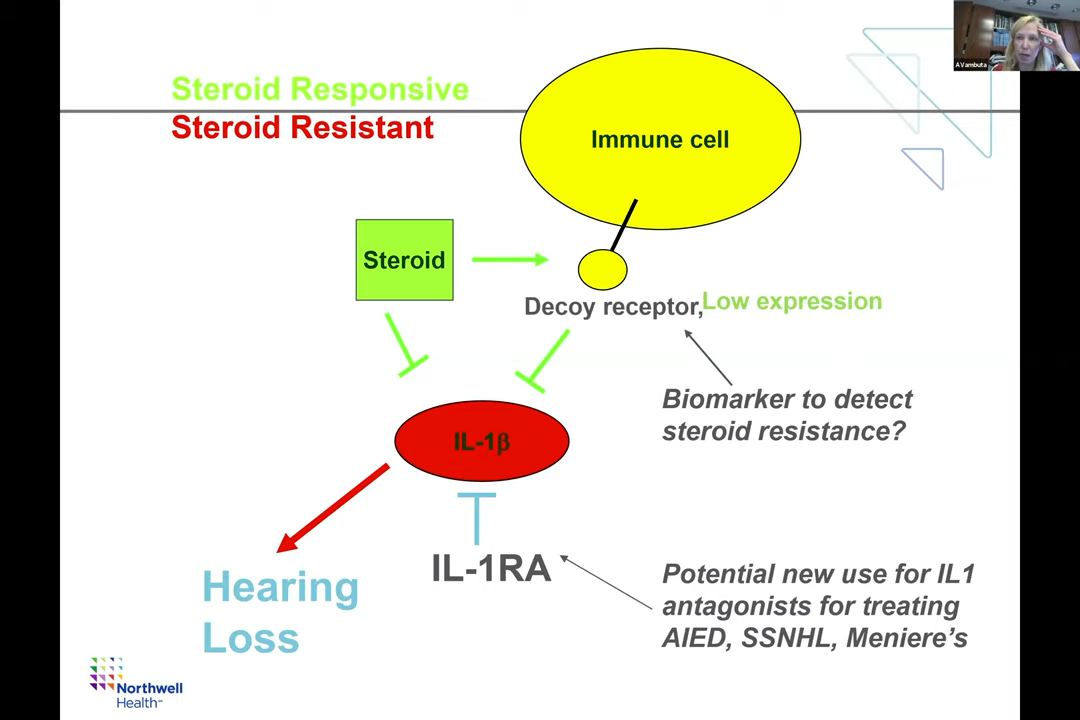 AVambuta
Steroid Responsive
Steroid Resistant
Immune cell
Steroid
Decoy receptor,
Low expression
Biomarker to detect
steroid resistance?
IL-1β
IL-1RA
Hearing
Loss
Potential new use for IL1
antagonists for treating
AIED, SSNHL, Meniere's
Northwell
Health℠